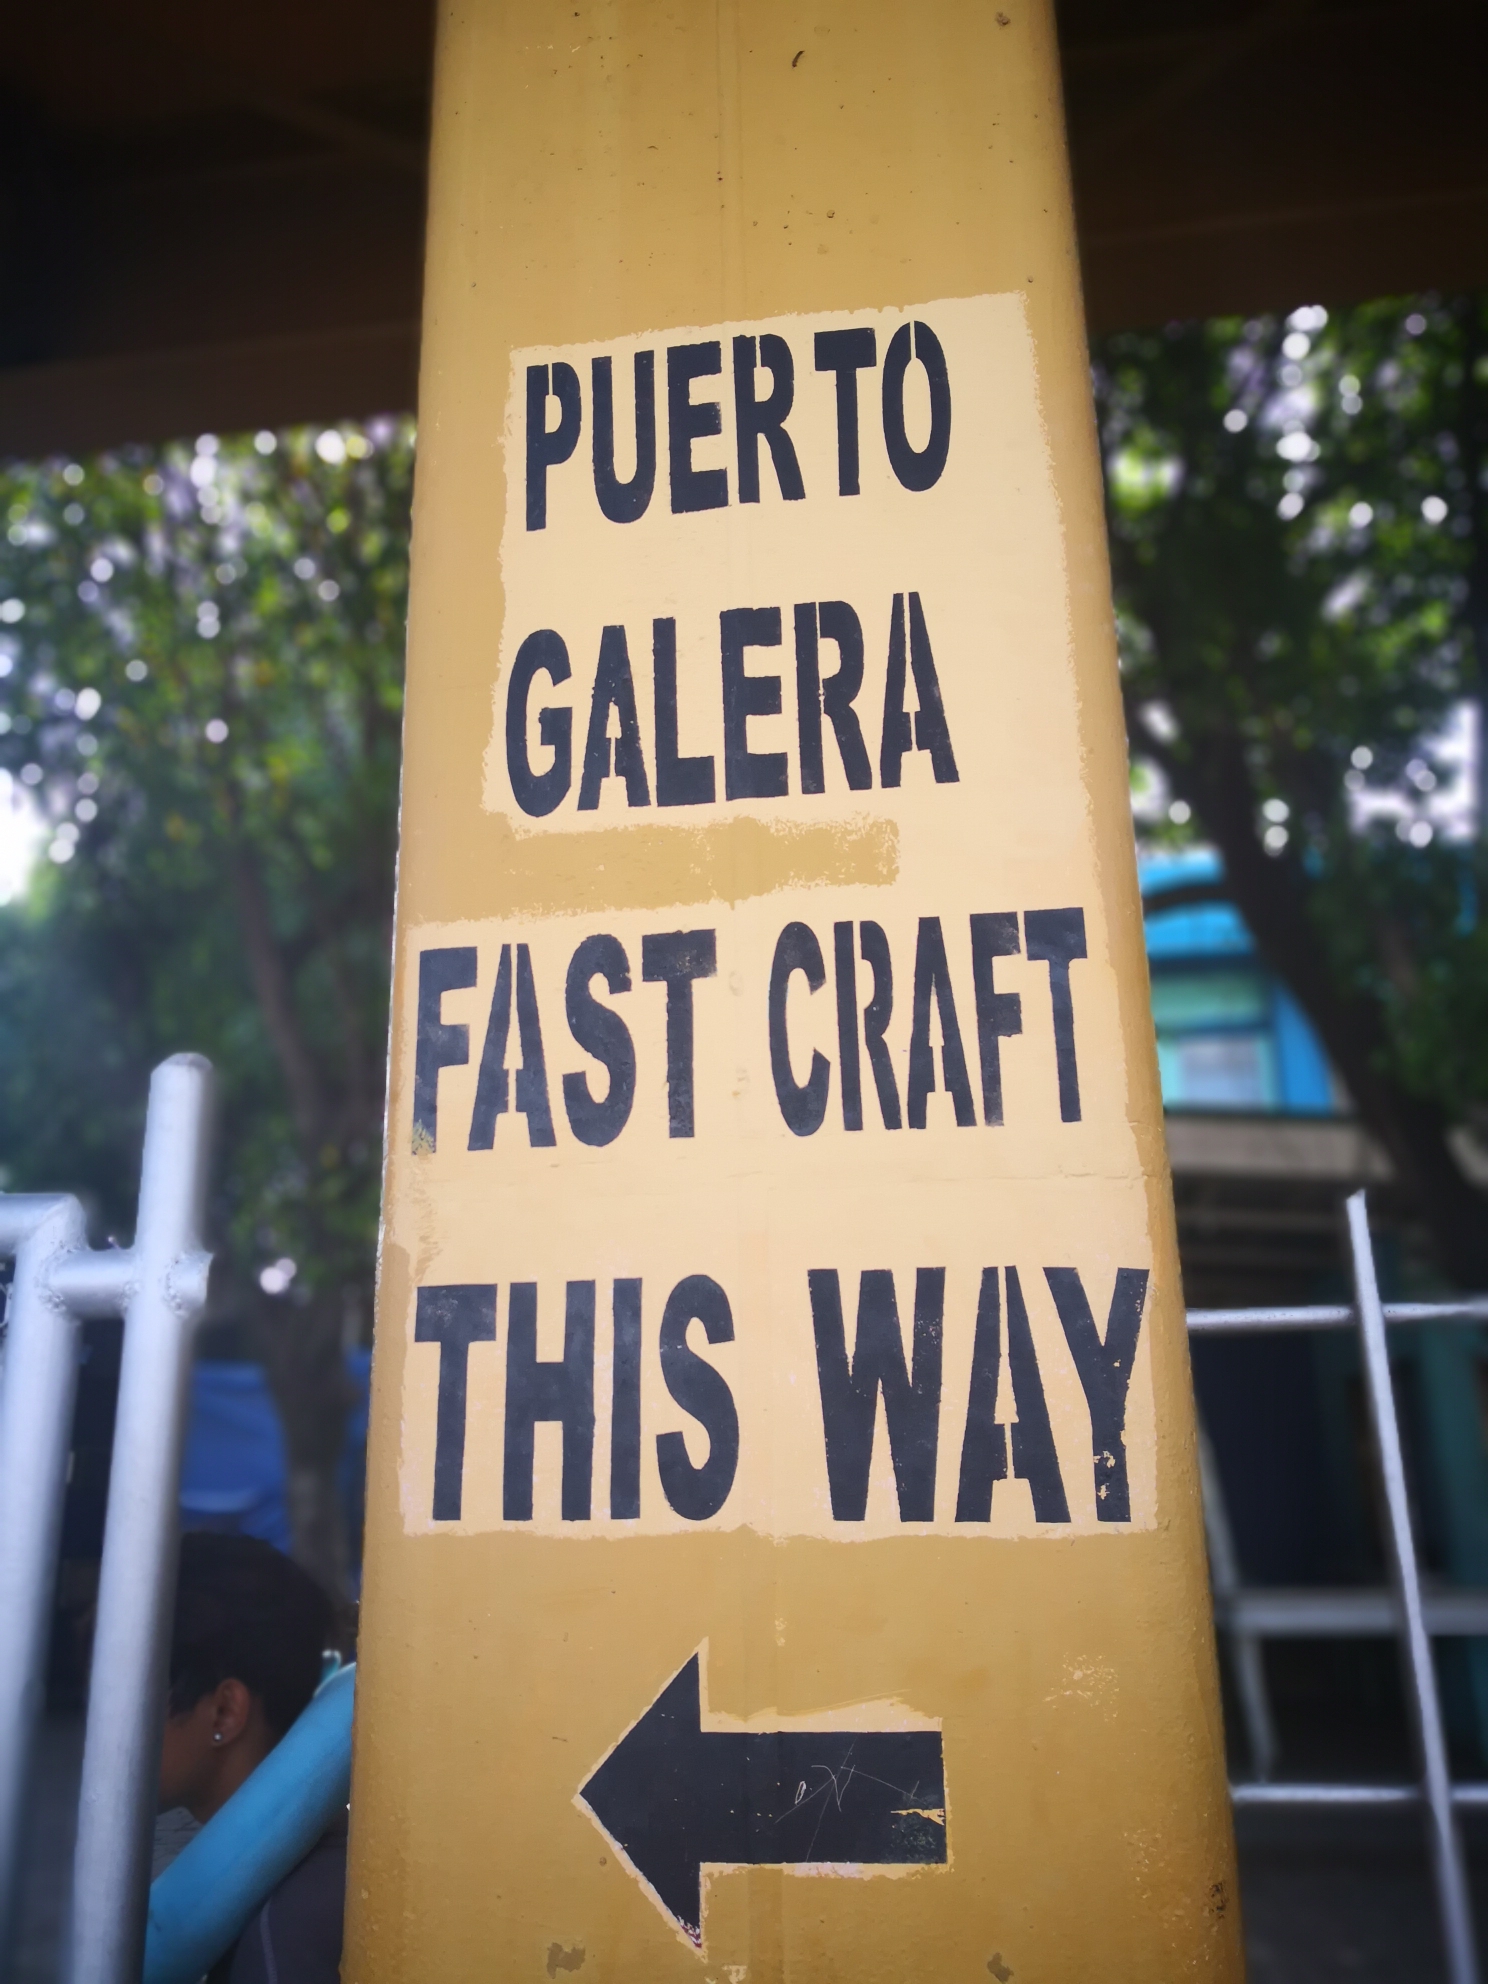 PUERTO
GALERA
FAST CRAFT
THIS WAY